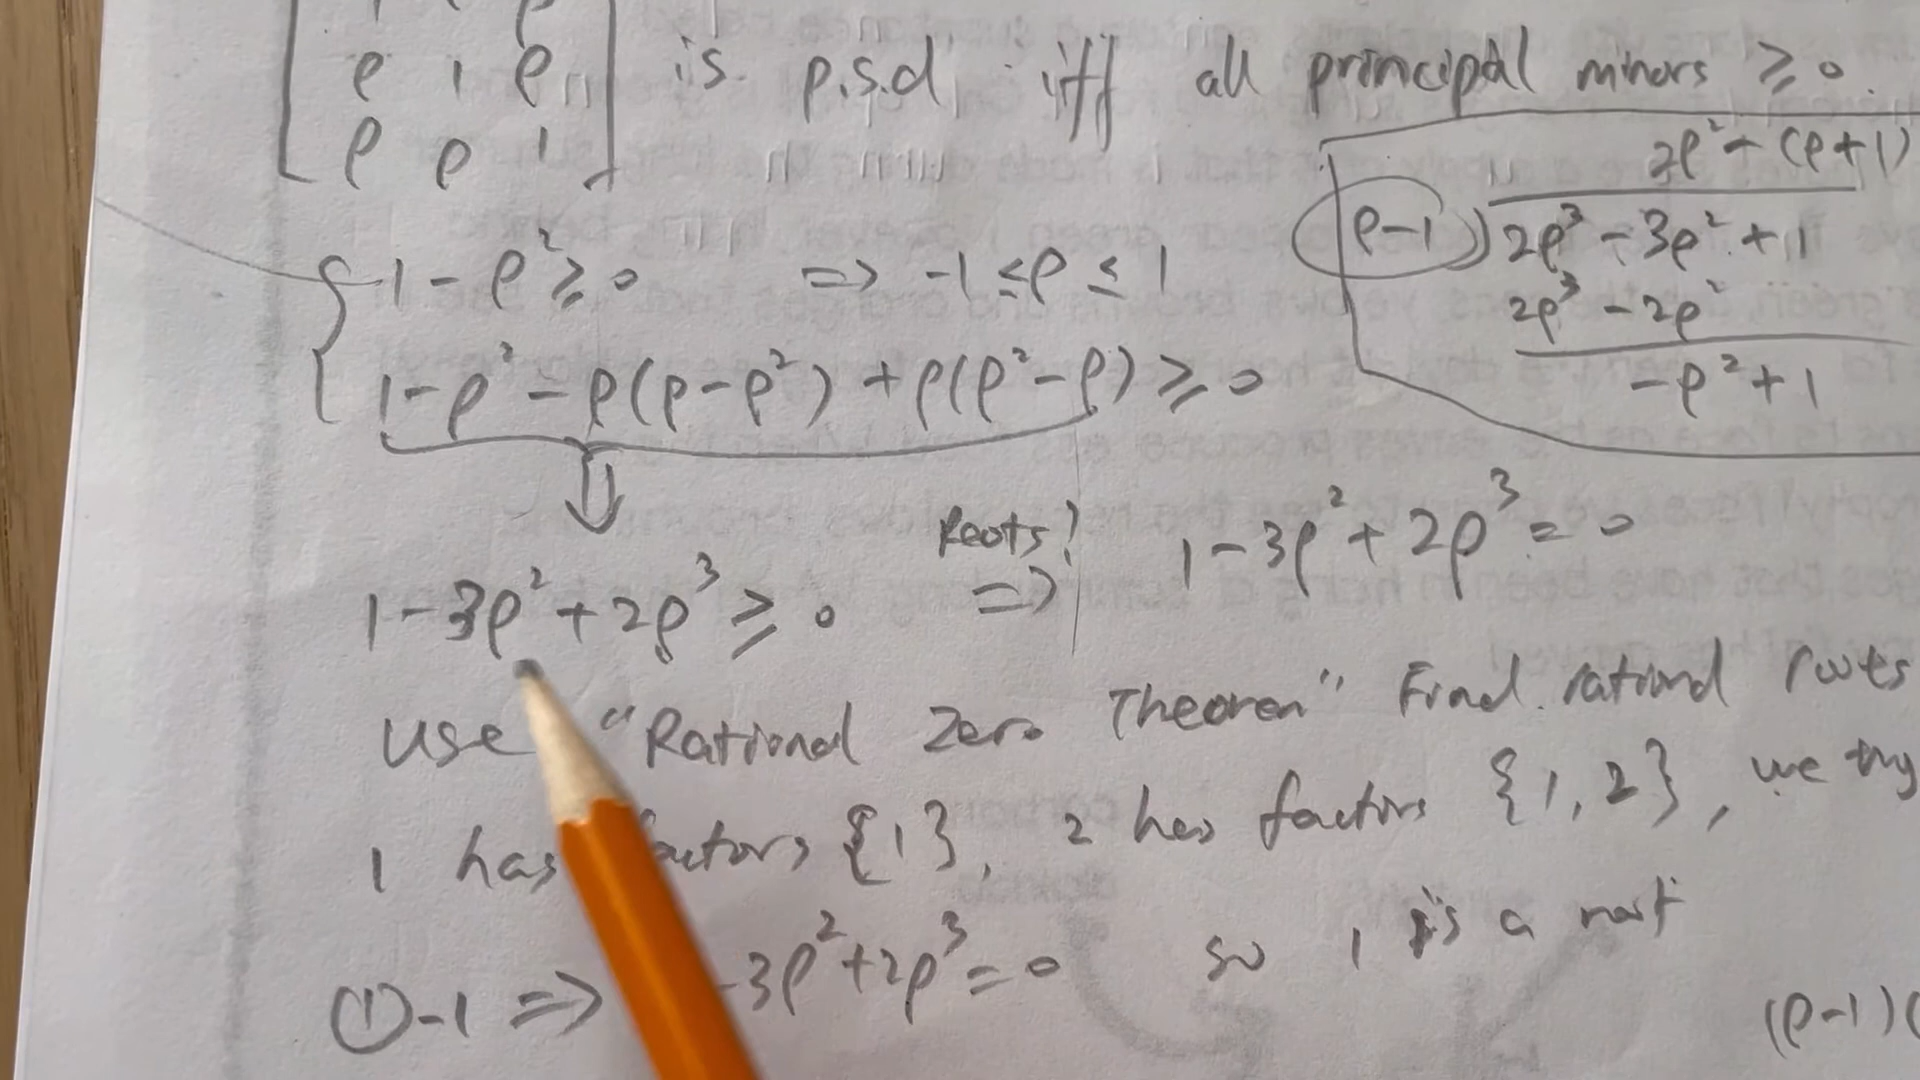 ρ 1 ρ is p.s.d iff all principal minors ≥ 0.
ρ ρ 1
1 - ρ² ≥ 0 => -1 ≤ ρ ≤ 1
1 - ρ² - ρ(ρ - ρ²) + ρ(ρ² - ρ) ≥ 0
2ρ² - (ρ+1)
ρ-1 ) 2ρ³ - 3ρ² + 1
2ρ³ - 2ρ²
-ρ² + 1
⇓
1 - 3ρ² + 2ρ³ ≥ 0 Roots? => 1 - 3ρ² + 2ρ³ = 0
Use "Rational Zero Theorem" Find rational roots
1 has factors {1}, 2 has factors {1, 2}, we try
①-1 => -3ρ² + 2ρ³ = 0 so 1 is a root
(ρ-1)(